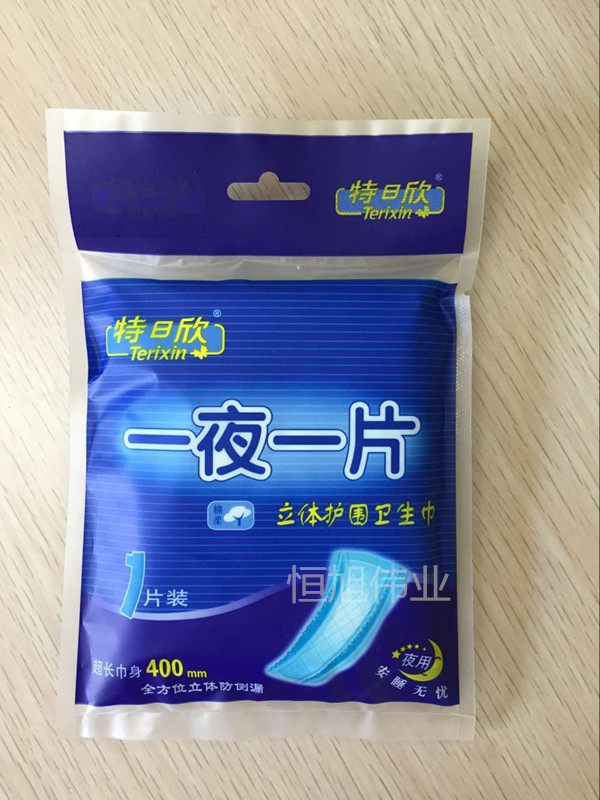 特日欣®
Terixin
特日欣®
Terixin
一夜一片
棉柔
立体护围卫生巾
恒旭伟业
1片装
超长巾身400mm
全方位立体防侧漏
夜用
安睡无忧